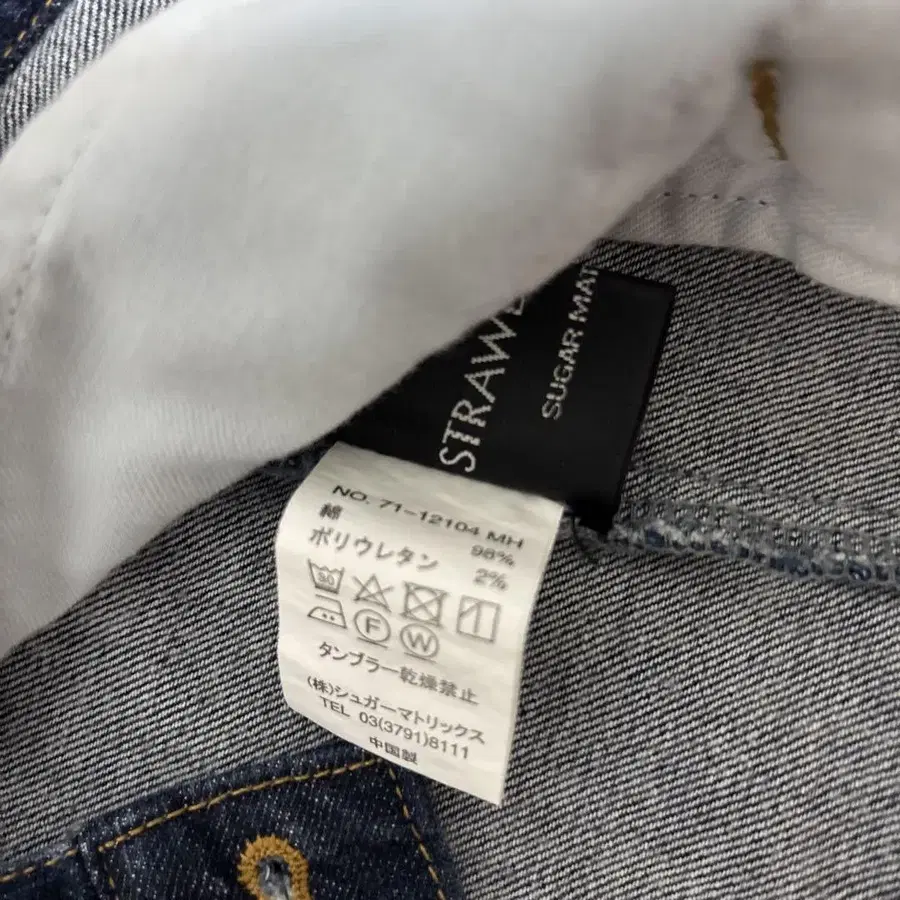 STRAWB
SUGAR MAT
NO. 71-12104 MH
綿 98%
ポリウレタン 2%
30
F W
タンブラー乾燥禁止
(株)シュガーマトリックス
TEL 03(3791)8111
中国製